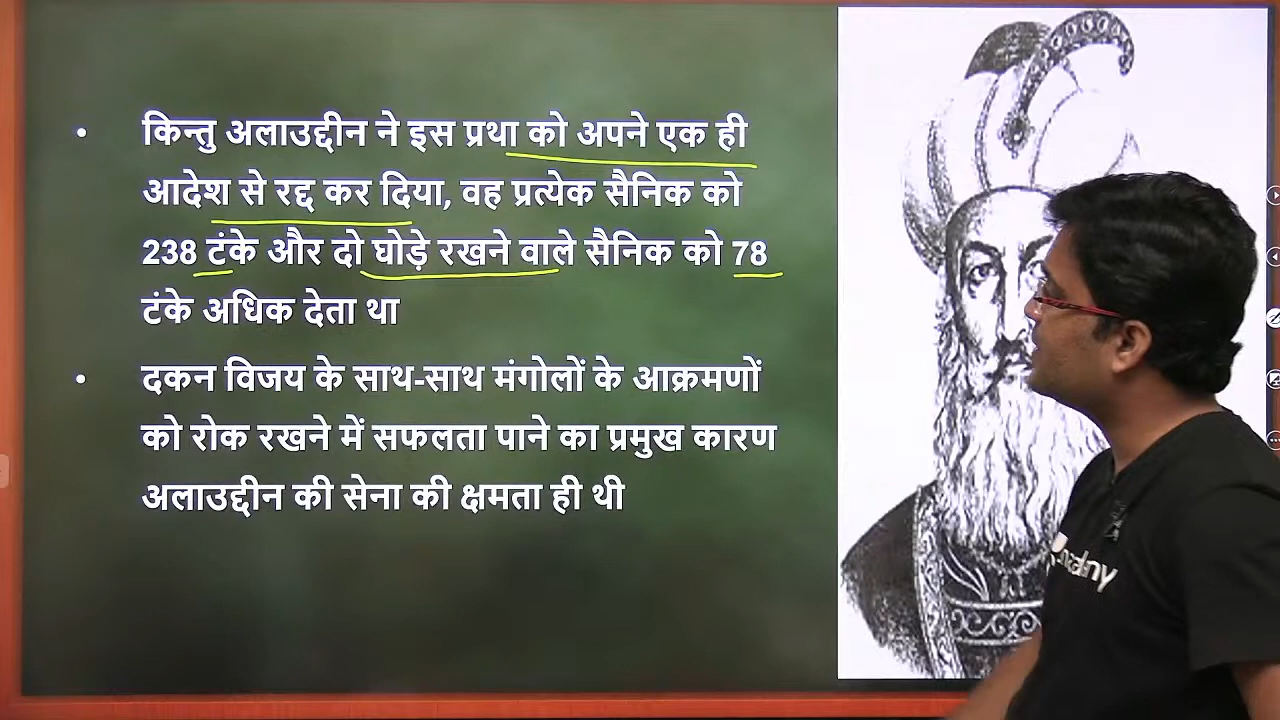 • किन्तु अलाउद्दीन ने इस प्रथा को अपने एक ही
आदेश से रद्द कर दिया, वह प्रत्येक सैनिक को
238 टंके और दो घोड़े रखने वाले सैनिक को 78
टंके अधिक देता था
• दकन विजय के साथ-साथ मंगोलों के आक्रमणों
को रोक रखने में सफलता पाने का प्रमुख कारण
अलाउद्दीन की सेना की क्षमता ही थी